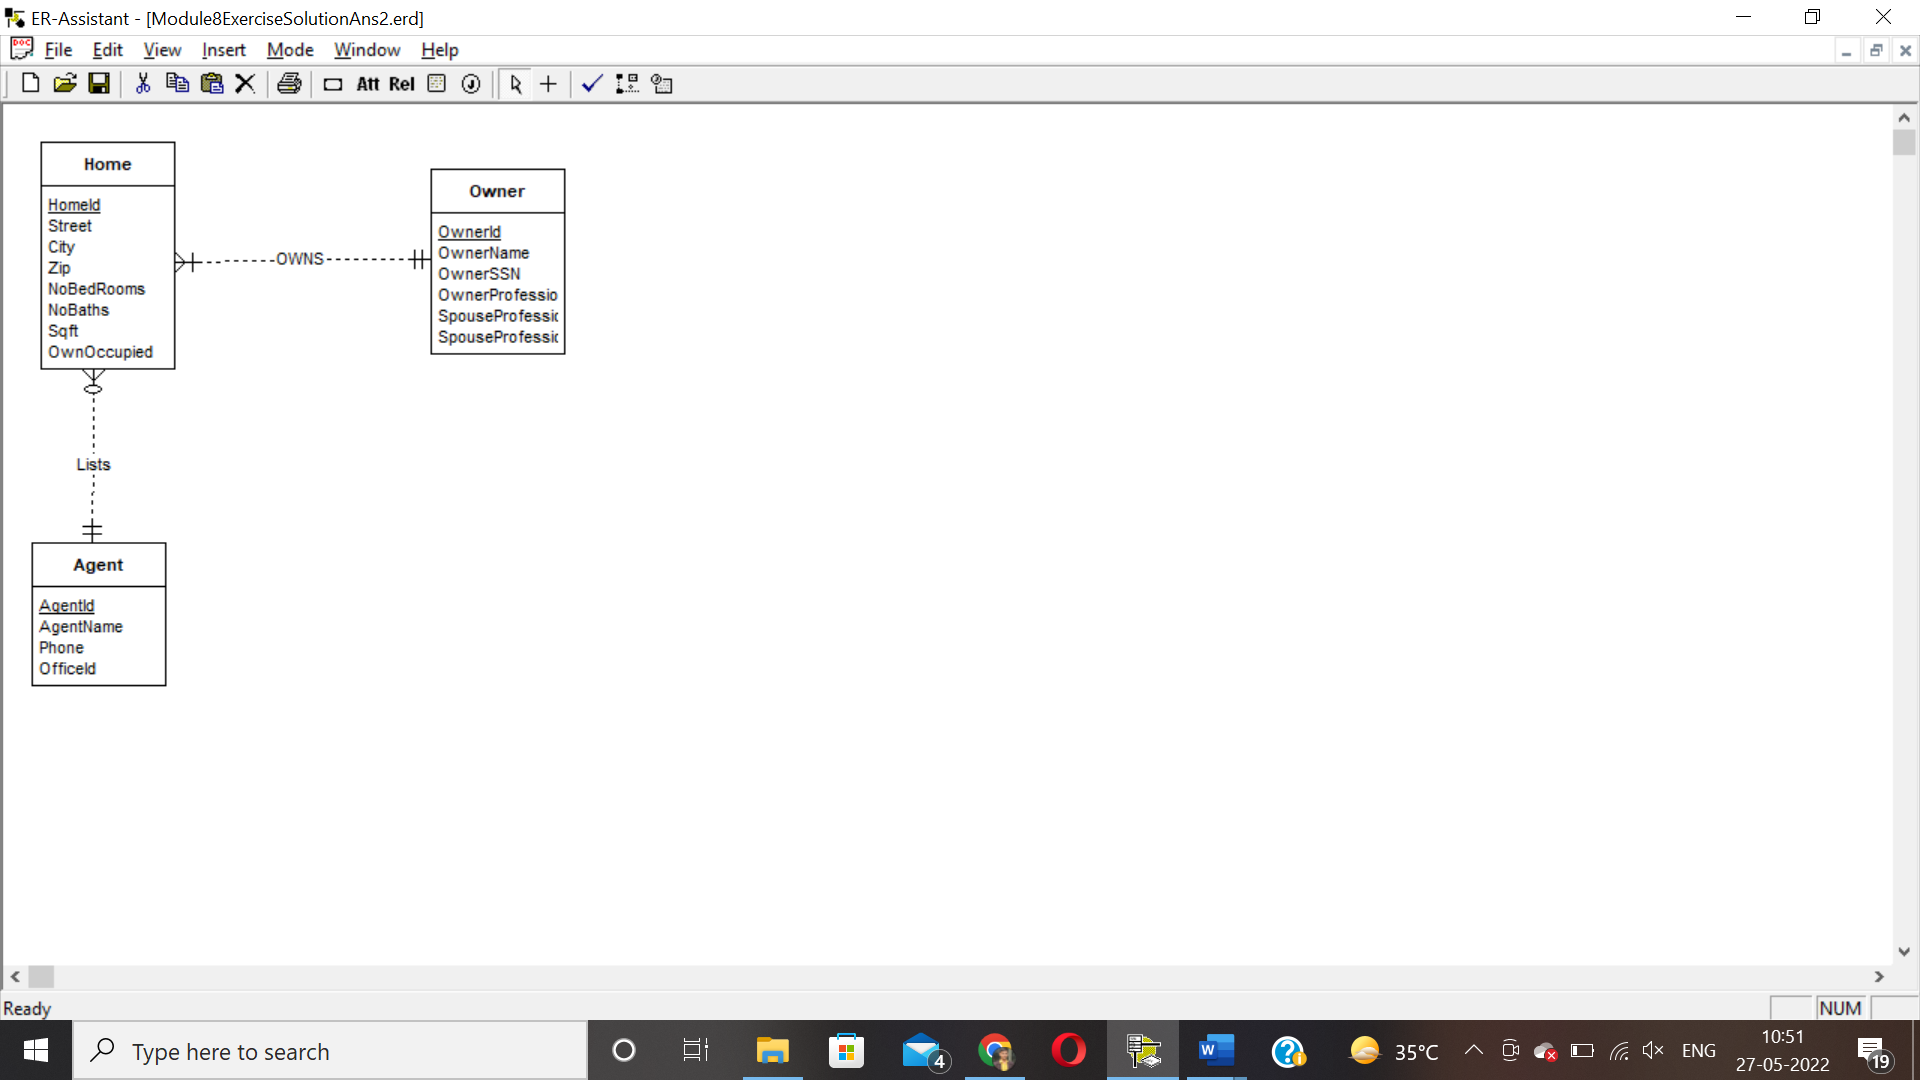 ER-Assistant - [Module8ExerciseSolutionAns2.erd]
DOC File Edit View Insert Mode Window Help
Att Rel
Home
HomeId
Street
City
Zip
NoBedRooms
NoBaths
Sqft
OwnOccupied
OWNS
Owner
OwnerId
OwnerName
OwnerSSN
OwnerProfessio
SpouseProfessic
SpouseProfessic
Lists
Agent
AgentId
AgentName
Phone
OfficeId
Ready
NUM
Type here to search
4
W
35°C
ENG
10:51
27-05-2022
19